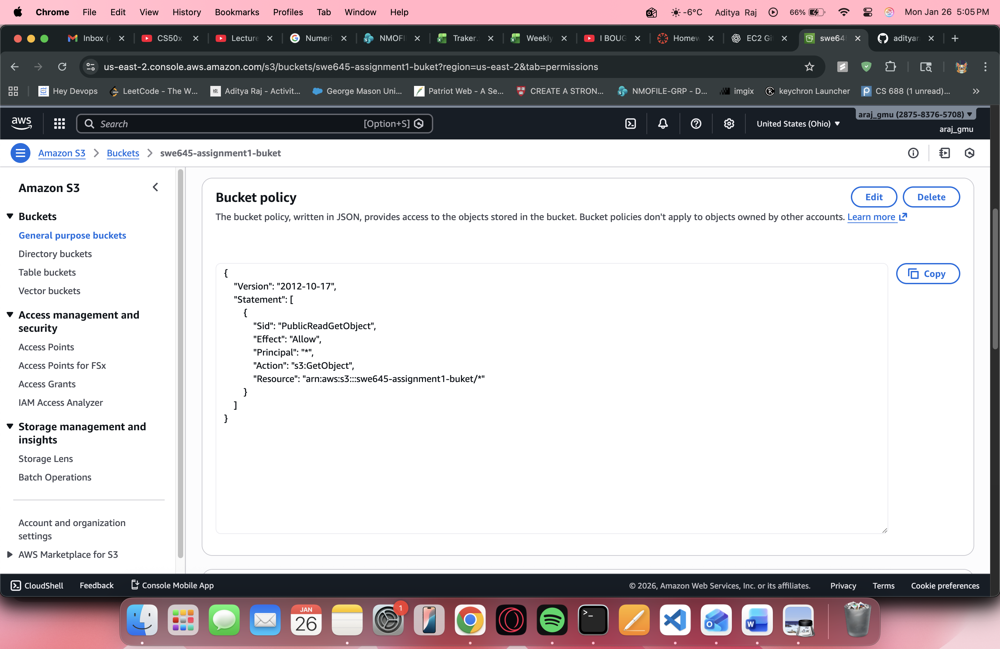 Chrome File Edit View History Bookmarks Profiles Tab Window Help -6°C Aditya Raj 66% Mon Jan 26 5:05 PM
Inbox ( CS50x Lecture Numeri NMOFI Traker. Weekly I BOUG Homew EC2 Gi swe64 adityar
us-east-2.console.aws.amazon.com/s3/buckets/swe645-assignment1-buket?region=us-east-2&tab=permissions
Hey Devops LeetCode - The W... KR Aditya Raj - Activit... George Mason Uni... Patriot Web - A Se... CREATE A STRON... NMOFILE-GRP - D... imgix keychron Launcher CS 688 (1 unread)...
aws Search [Option+S] United States (Ohio) araj_gmu (2875-8376-5708)
araj_gmu
Amazon S3 Buckets swe645-assignment1-buket
Amazon S3
Buckets
General purpose buckets
Directory buckets
Table buckets
Vector buckets
Access management and
security
Access Points
Access Points for FSx
Access Grants
IAM Access Analyzer
Storage management and
insights
Storage Lens
Batch Operations
Account and organization
settings
AWS Marketplace for S3
Bucket policy
Edit Delete
The bucket policy, written in JSON, provides access to the objects stored in the bucket. Bucket policies don't apply to objects owned by other accounts. Learn more
Copy
{
"Version": "2012-10-17",
"Statement": [
{
"Sid": "PublicReadGetObject",
"Effect": "Allow",
"Principal": "*",
"Action": "s3:GetObject",
"Resource": "arn:aws:s3:::swe645-assignment1-buket/*"
}
]
}
CloudShell Feedback Console Mobile App © 2026, Amazon Web Services, Inc. or its affiliates. Privacy Terms Cookie preferences
JAN
26
1